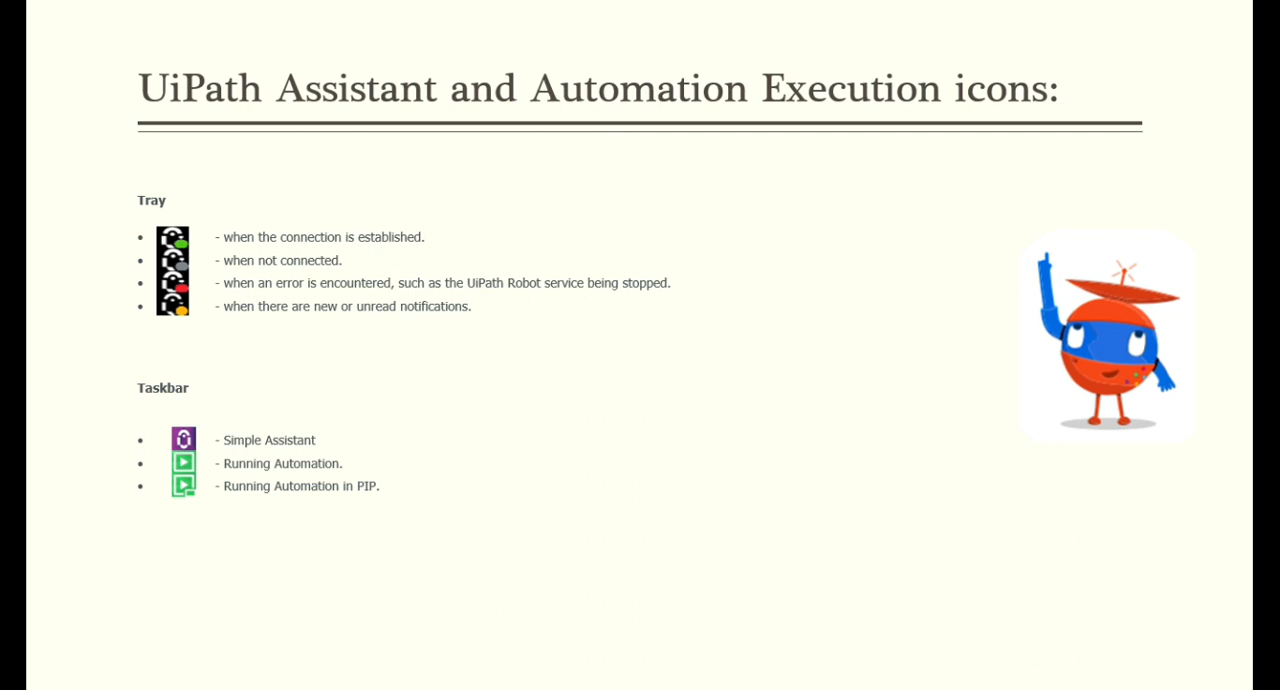 UiPath Assistant and Automation Execution icons:
Tray
- when the connection is established.
- when not connected.
- when an error is encountered, such as the UiPath Robot service being stopped.
- when there are new or unread notifications.
Taskbar
- Simple Assistant
- Running Automation.
- Running Automation in PIP.